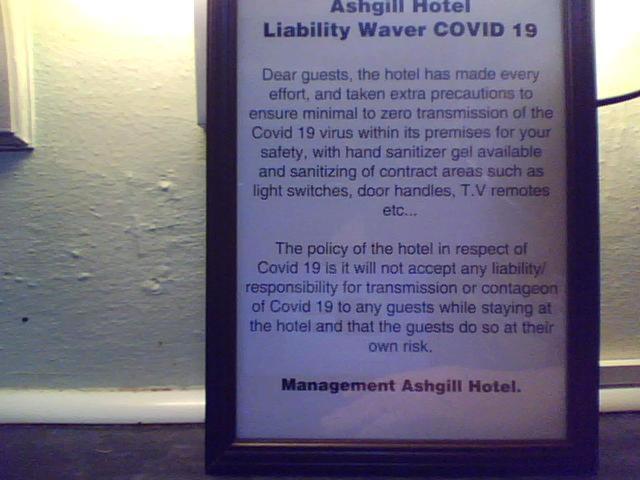 Ashgill Hotel
Liability Waver COVID 19
Dear guests, the hotel has made every
effort, and taken extra precautions to
ensure minimal to zero transmission of the
Covid 19 virus within its premises for your
safety, with hand sanitizer gel available
and sanitizing of contract areas such as
light switches, door handles, T.V remotes
etc...
The policy of the hotel in respect of
Covid 19 is it will not accept any liability/
responsibility for transmission or contageon
of Covid 19 to any guests while staying at
the hotel and that the guests do so at their
own risk.
Management Ashgill Hotel.